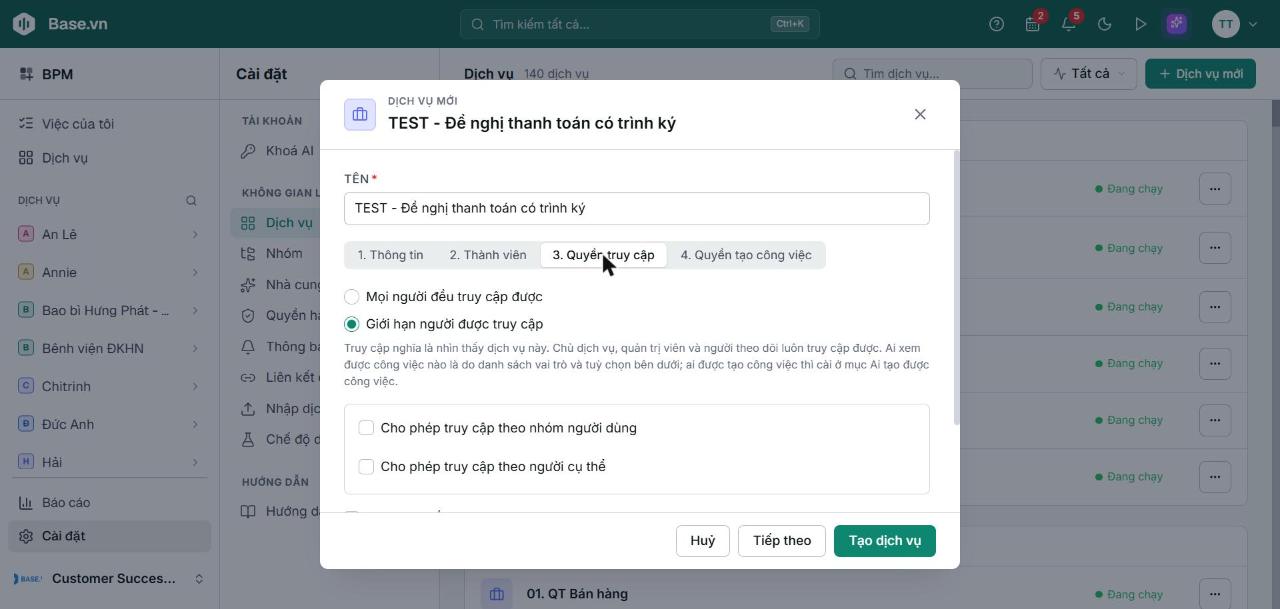 Base.vn
Tìm kiếm tất cả...
Ctrl+K
2
5
TT
BPM
Cài đặt
Dịch vụ
140 dịch vụ
Tìm dịch vụ...
Tất cả
+ Dịch vụ mới
Việc của tôi
Dịch vụ
DỊCH VỤ
A An Lê
A Annie
B Bao bì Hưng Phát - ...
B Bênh viện ĐKHN
C Chitrinh
Đ Đức Anh
H Hải
Báo cáo
Cài đặt
BASE.
Customer Succes...
TÀI KHOẢN
Khoá AI
KHÔNG GIAN L
Dịch vụ
Nhóm
Nhà cung
Quyền h
Thông b
Liên kết
Nhập dịc
Chế độ d
HƯỚNG DẪN
Hướng d
DỊCH VỤ MỚI
TEST - Đề nghị thanh toán có trình ký
TÊN *
TEST - Đề nghị thanh toán có trình ký
1. Thông tin
2. Thành viên
3. Quyền truy cập
4. Quyền tạo công việc
Mọi người đều truy cập được
Giới hạn người được truy cập
Truy cập nghĩa là nhìn thấy dịch vụ này. Chủ dịch vụ, quản trị viên và người theo dõi luôn truy cập được. Ai xem
được công việc nào là do danh sách vai trò và tuỳ chọn bên dưới; ai được tạo công việc thì cài ở mục Ai tạo được
công việc.
Cho phép truy cập theo nhóm người dùng
Cho phép truy cập theo người cụ thể
Huỷ
Tiếp theo
Tạo dịch vụ
Đang chạy
Đang chạy
Đang chạy
Đang chạy
Đang chạy
Đang chạy
01. QT Bán hàng
Đang chạy